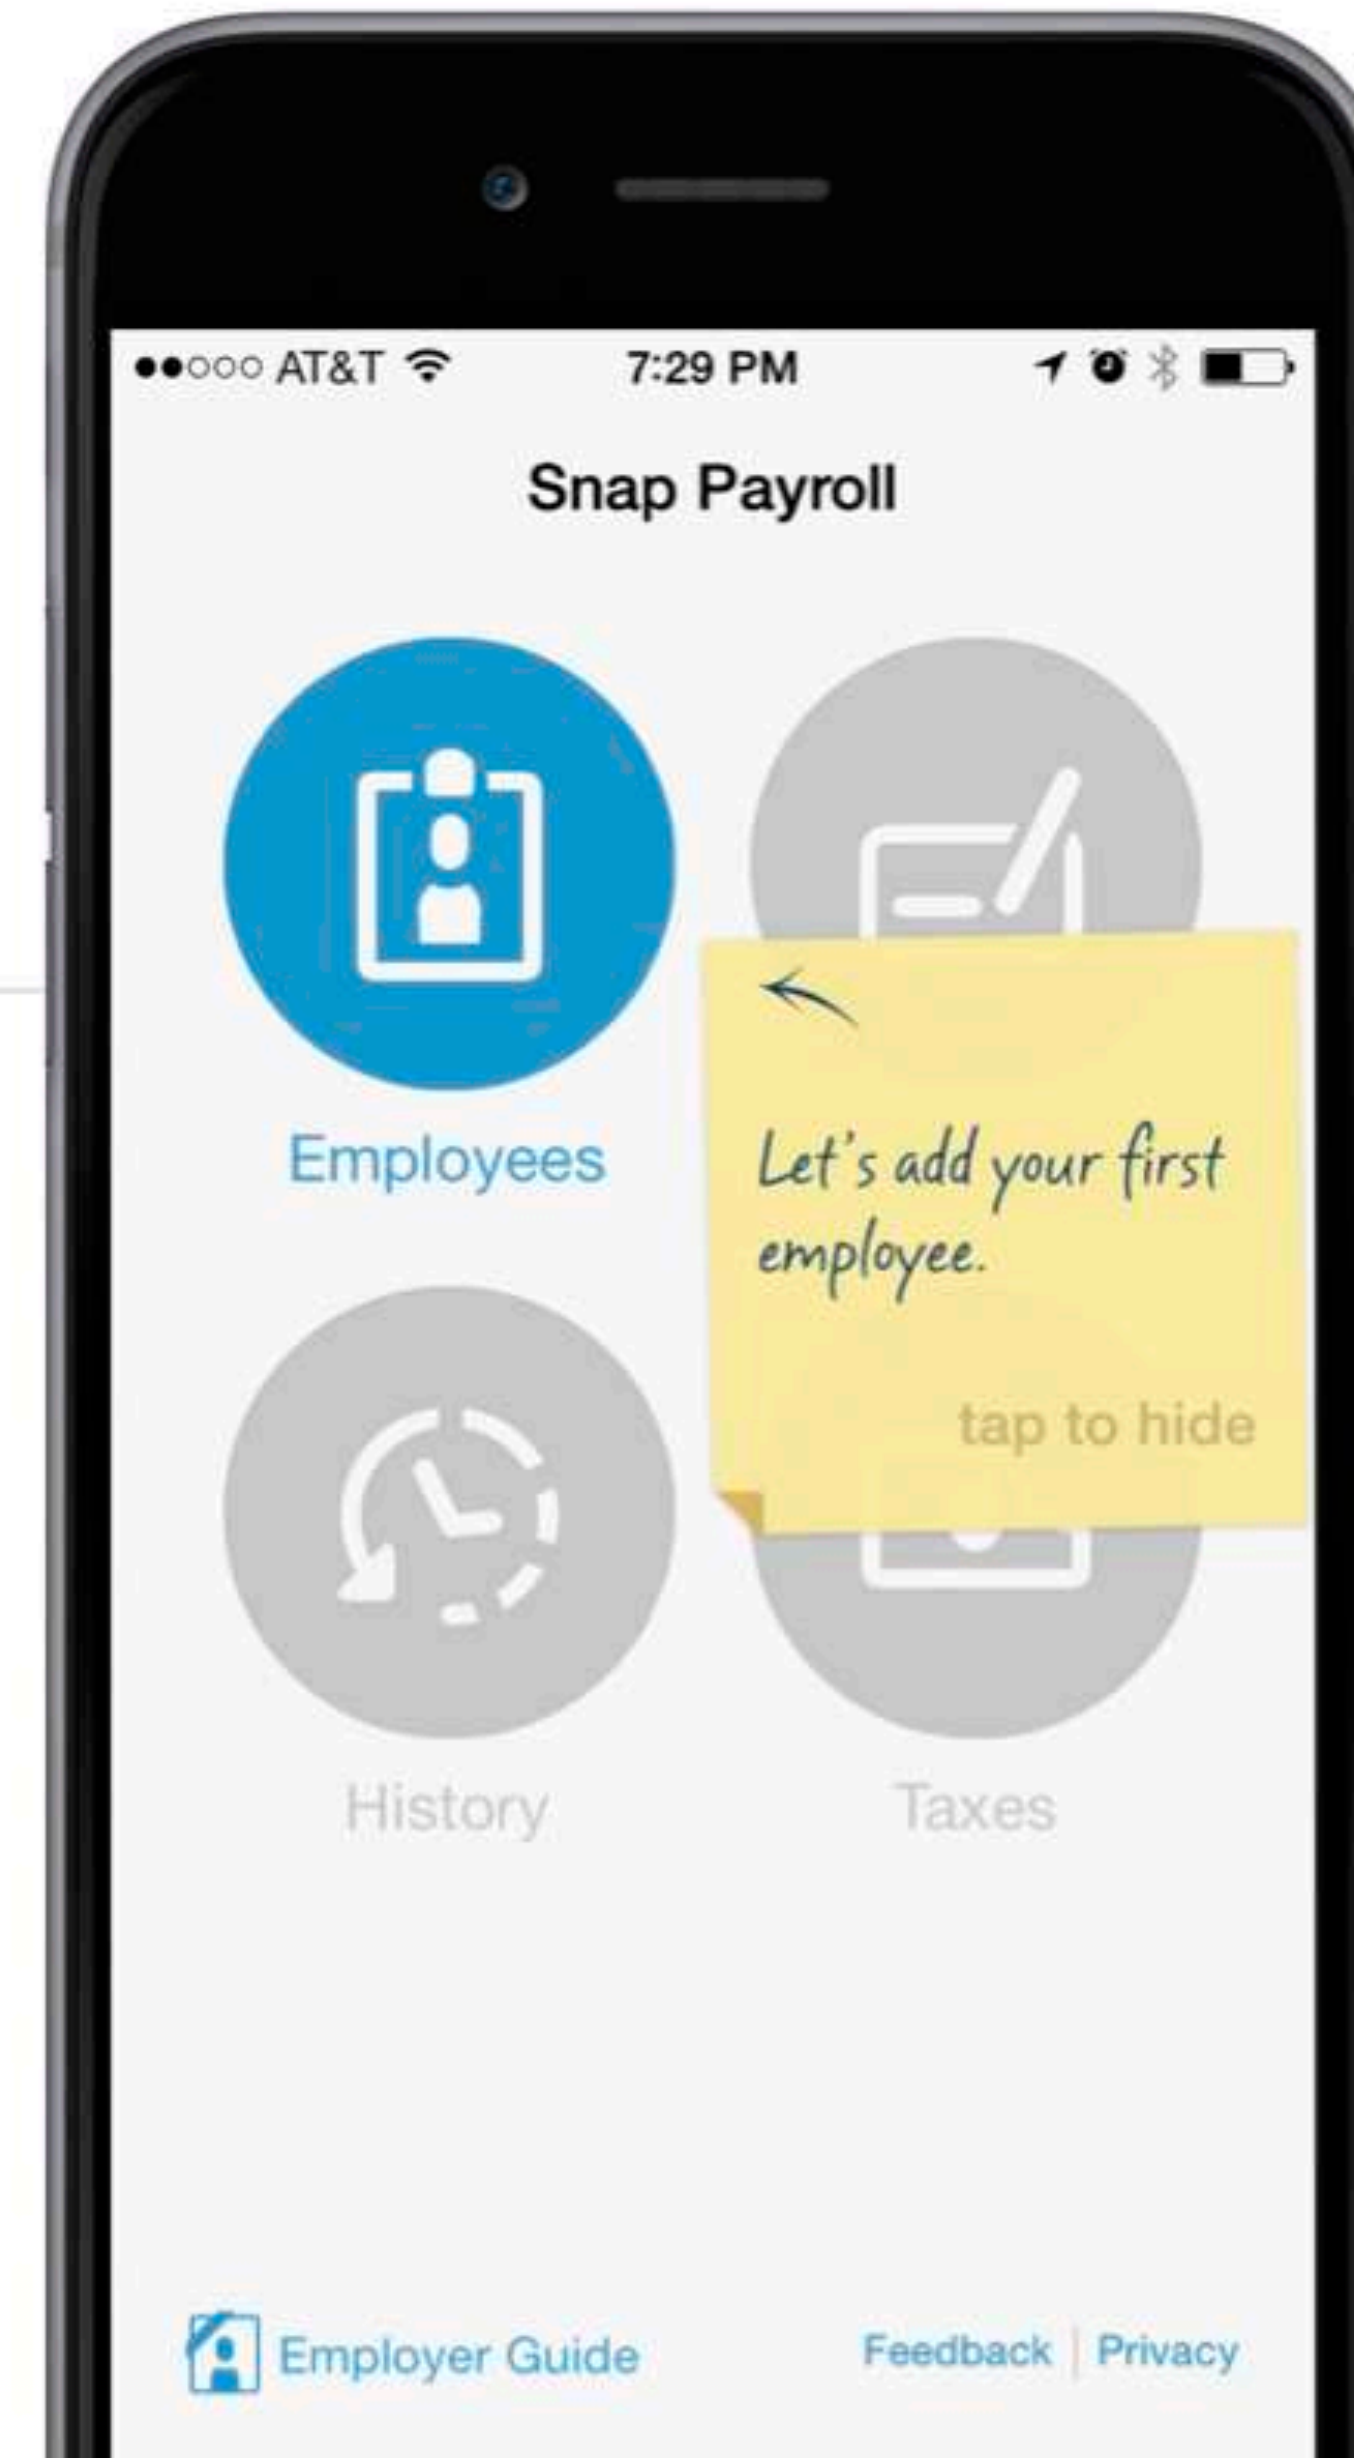 AT&T 7:29 PM
Snap Payroll
Employees
Let's add your first
employee.
tap to hide
History Taxes
Employer Guide Feedback | Privacy